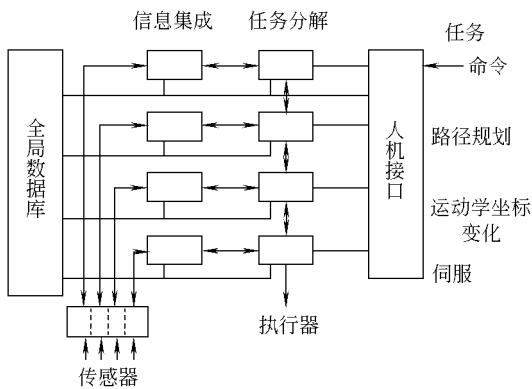 信息集成
任务分解
任务
命令
全局数据库
人机接口
路径规划
运动学坐标
变化
伺服
执行器
传感器